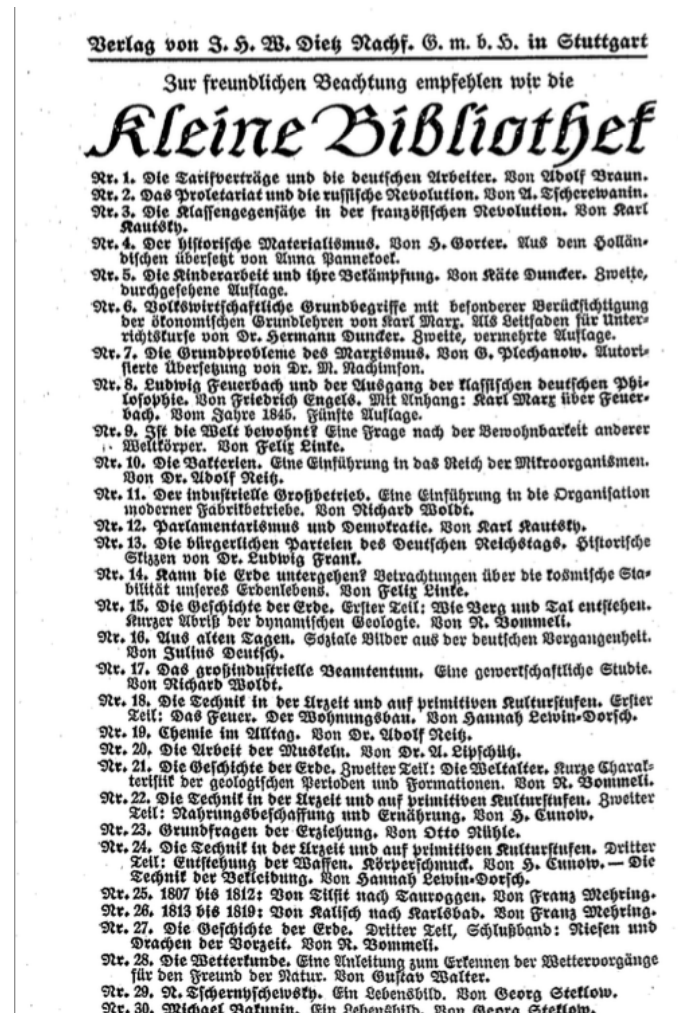 Verlag von J. H. W. Dietz Nachf. G. m. b. H. in Stuttgart
Zur freundlichen Beachtung empfehlen wir die
Kleine Bibliothek
Nr. 1. Die Tarifverträge und die deutschen Arbeiter. Von Adolf Braun.
Nr. 2. Das Proletariat und die russische Revolution. Von A. Tscherewanin.
Nr. 3. Die Klassengegensätze in der französischen Revolution. Von Karl
Kautsky.
Nr. 4. Der historische Materialismus. Von H. Gorter. Aus dem Hollän-
dischen übersetzt von Anna Pannekoek.
Nr. 5. Die Kinderarbeit und ihre Bekämpfung. Von Käte Duncker. Zweite,
durchgesehene Auflage.
Nr. 6. Volkswirtschaftliche Grundbegriffe mit besonderer Berücksichtigung
der ökonomischen Grundlehren von Karl Marx. Als Leitfaden für Unter-
richtskurse von Dr. Hermann Duncker. Zweite, vermehrte Auflage.
Nr. 7. Die Grundprobleme des Marxismus. Von G. Plechanow. Autori-
sierte Übersetzung von Dr. M. Nachimson.
Nr. 8. Ludwig Feuerbach und der Ausgang der klassischen deutschen Phi-
losophie. Von Friedrich Engels. Mit Anhang: Karl Marx über Feuer-
bach. Vom Jahre 1845. Fünfte Auflage.
Nr. 9. Ist die Welt bewohnt? Eine Frage nach der Bewohnbarkeit anderer
Weltkörper. Von Felix Linke.
Nr. 10. Die Bakterien. Eine Einführung in das Reich der Mikroorganismen.
Von Dr. Adolf Reitz.
Nr. 11. Der industrielle Großbetrieb. Eine Einführung in die Organisation
moderner Fabrikbetriebe. Von Richard Woldt.
Nr. 12. Parlamentarismus und Demokratie. Von Karl Kautsky.
Nr. 13. Die bürgerlichen Parteien des Deutschen Reichstags. Historische
Skizzen von Dr. Ludwig Frank.
Nr. 14. Kann die Erde untergehen? Betrachtungen über die kosmische Sta-
bilität unseres Erdenlebens. Von Felix Linke.
Nr. 15. Die Geschichte der Erde. Erster Teil: Wie Berg und Tal entstehen.
Kurzer Abriß der dynamischen Geologie. Von R. Bommeli.
Nr. 16. Aus alten Tagen. Soziale Bilder aus der deutschen Vergangenheit.
Von Julius Deutsch.
Nr. 17. Das großindustrielle Beamtentum. Eine gewerkschaftliche Studie.
Von Richard Woldt.
Nr. 18. Die Technik in der Urzeit und auf primitiven Kulturstufen. Erster
Teil: Das Feuer. Der Wohnungsbau. Von Hannah Lewin-Dorsch.
Nr. 19. Chemie im Alltag. Von Dr. Adolf Reitz.
Nr. 20. Die Arbeit der Muskeln. Von Dr. A. Lipschütz.
Nr. 21. Die Geschichte der Erde. Zweiter Teil: Die Weltalter. Kurze Charak-
teristik der geologischen Perioden und Formationen. Von R. Bommeli.
Nr. 22. Die Technik in der Urzeit und auf primitiven Kulturstufen. Zweiter
Teil: Nahrungsbeschaffung und Ernährung. Von H. Cunow.
Nr. 23. Grundfragen der Erziehung. Von Otto Rühle.
Nr. 24. Die Technik in der Urzeit und auf primitiven Kulturstufen. Dritter
Teil: Entstehung der Waffen. Körperschmuck. Von H. Cunow. — Die
Technik der Bekleidung. Von Hannah Lewin-Dorsch.
Nr. 25. 1807 bis 1812: Von Tilsit nach Tauroggen. Von Franz Mehring.
Nr. 26. 1813 bis 1819: Von Kalisch nach Karlsbad. Von Franz Mehring.
Nr. 27. Die Geschichte der Erde. Dritter Teil, Schlußband: Riesen und
Drachen der Vorzeit. Von R. Bommeli.
Nr. 28. Die Wetterkunde. Eine Anleitung zum Erkennen der Wettervorgänge
für den Freund der Natur. Von Gustav Walter.
Nr. 29. N. Tschernyschewsky. Ein Lebensbild. Von Georg Steklow.
Nr. 30. Michael Bakunin. Ein Lebensbild. Von Georg Steklow.